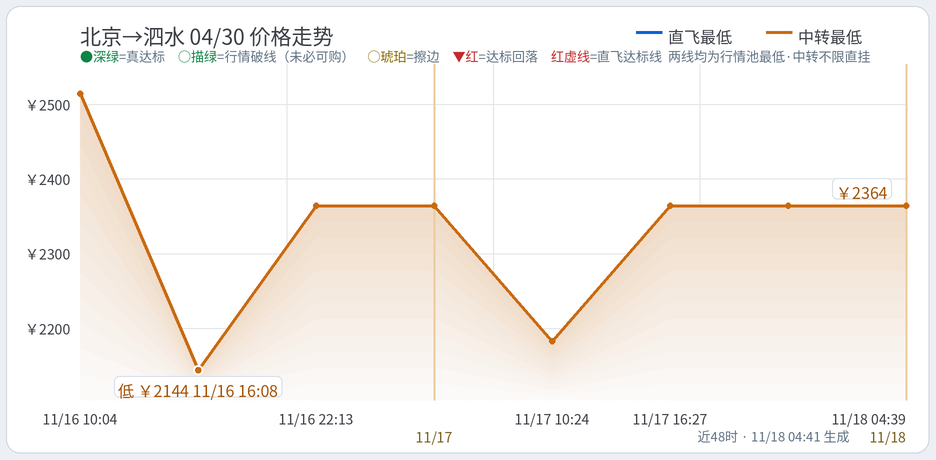 北京→泗水 04/30 价格走势
直飞最低 中转最低
深绿=真达标 描绿=行情破线（未必可购） 琥珀=擦边 ▼红=达标回落 红虚线=直飞达标线 两线均为行情池最低·中转不限直挂
￥2500
￥2400
￥2364
￥2300
￥2200
低 ￥2144 11/16 16:08
11/16 10:04 11/16 22:13 11/17 10:24 11/17 16:27 11/18 04:39
11/17 近48时 · 11/18 04:41 生成 11/18